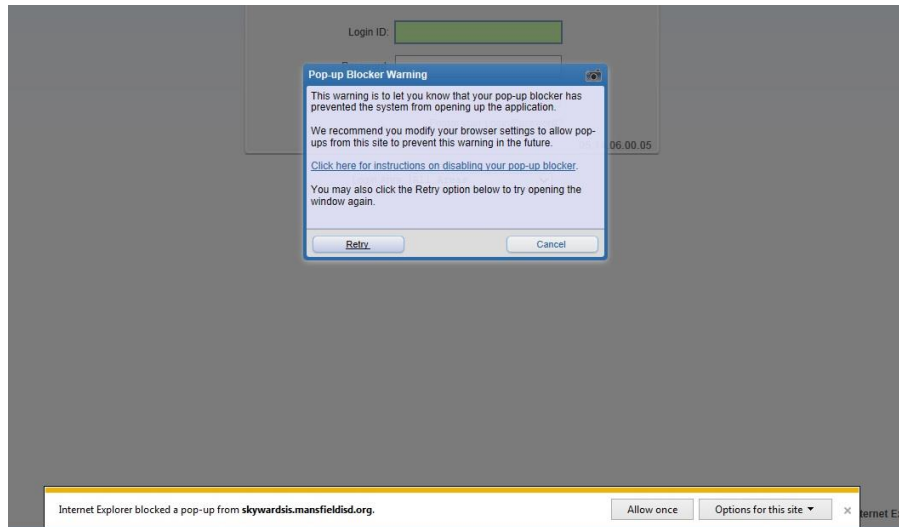 Login ID:
Pop-up Blocker Warning
This warning is to let you know that your pop-up blocker has
prevented the system from opening up the application.
We recommend you modify your browser settings to allow pop-
ups from this site to prevent this warning in the future.
06.00.05
Click here for instructions on disabling your pop-up blocker.
You may also click the Retry option below to try opening the
window again.
Retry
Cancel
Internet Explorer blocked a pop-up from skywardsis.mansfieldisd.org.
Allow once
Options for this site
ternet E